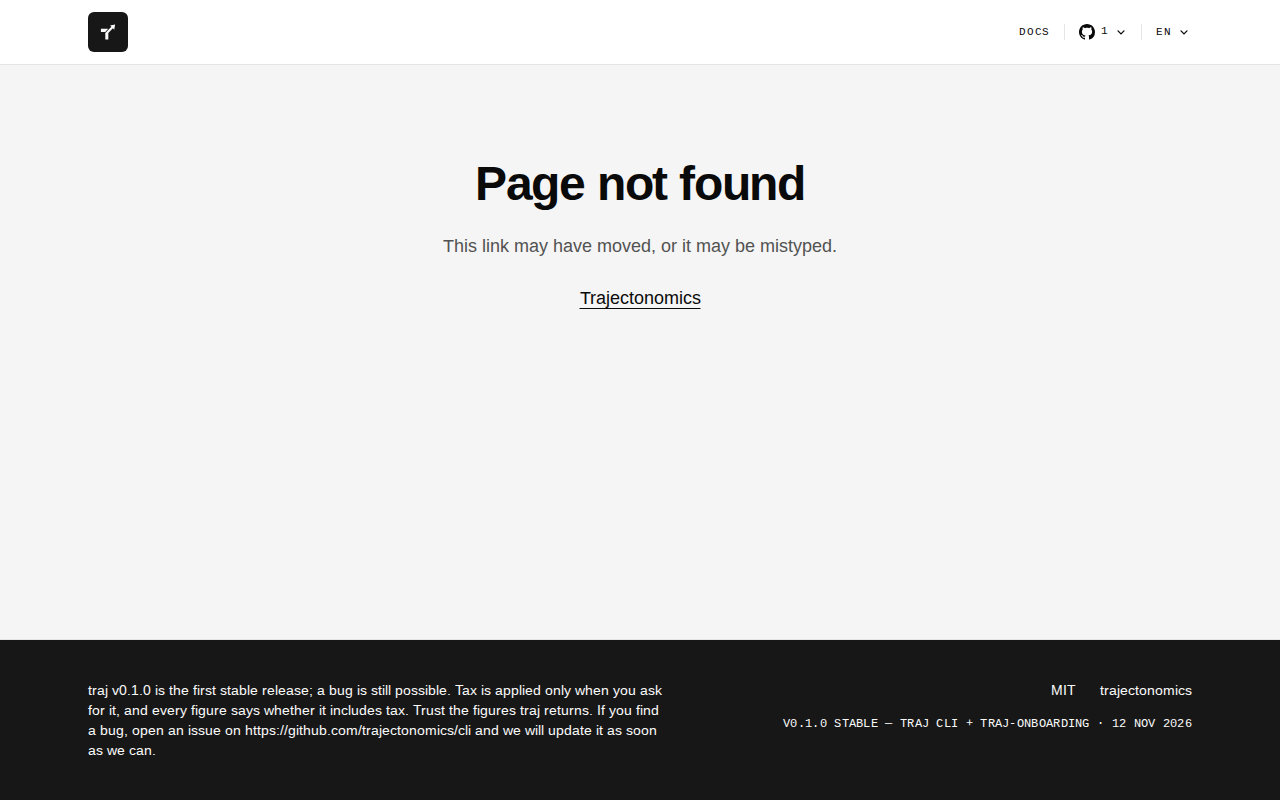 DOCS
1
EN
Page not found
This link may have moved, or it may be mistyped.
Trajectonomics
traj v0.1.0 is the first stable release; a bug is still possible. Tax is applied only when you ask
for it, and every figure says whether it includes tax. Trust the figures traj returns. If you find
a bug, open an issue on https://github.com/trajectonomics/cli and we will update it as soon
as we can.
MIT trajectonomics
V0.1.0 STABLE — TRAJ CLI + TRAJ-ONBOARDING · 12 NOV 2026